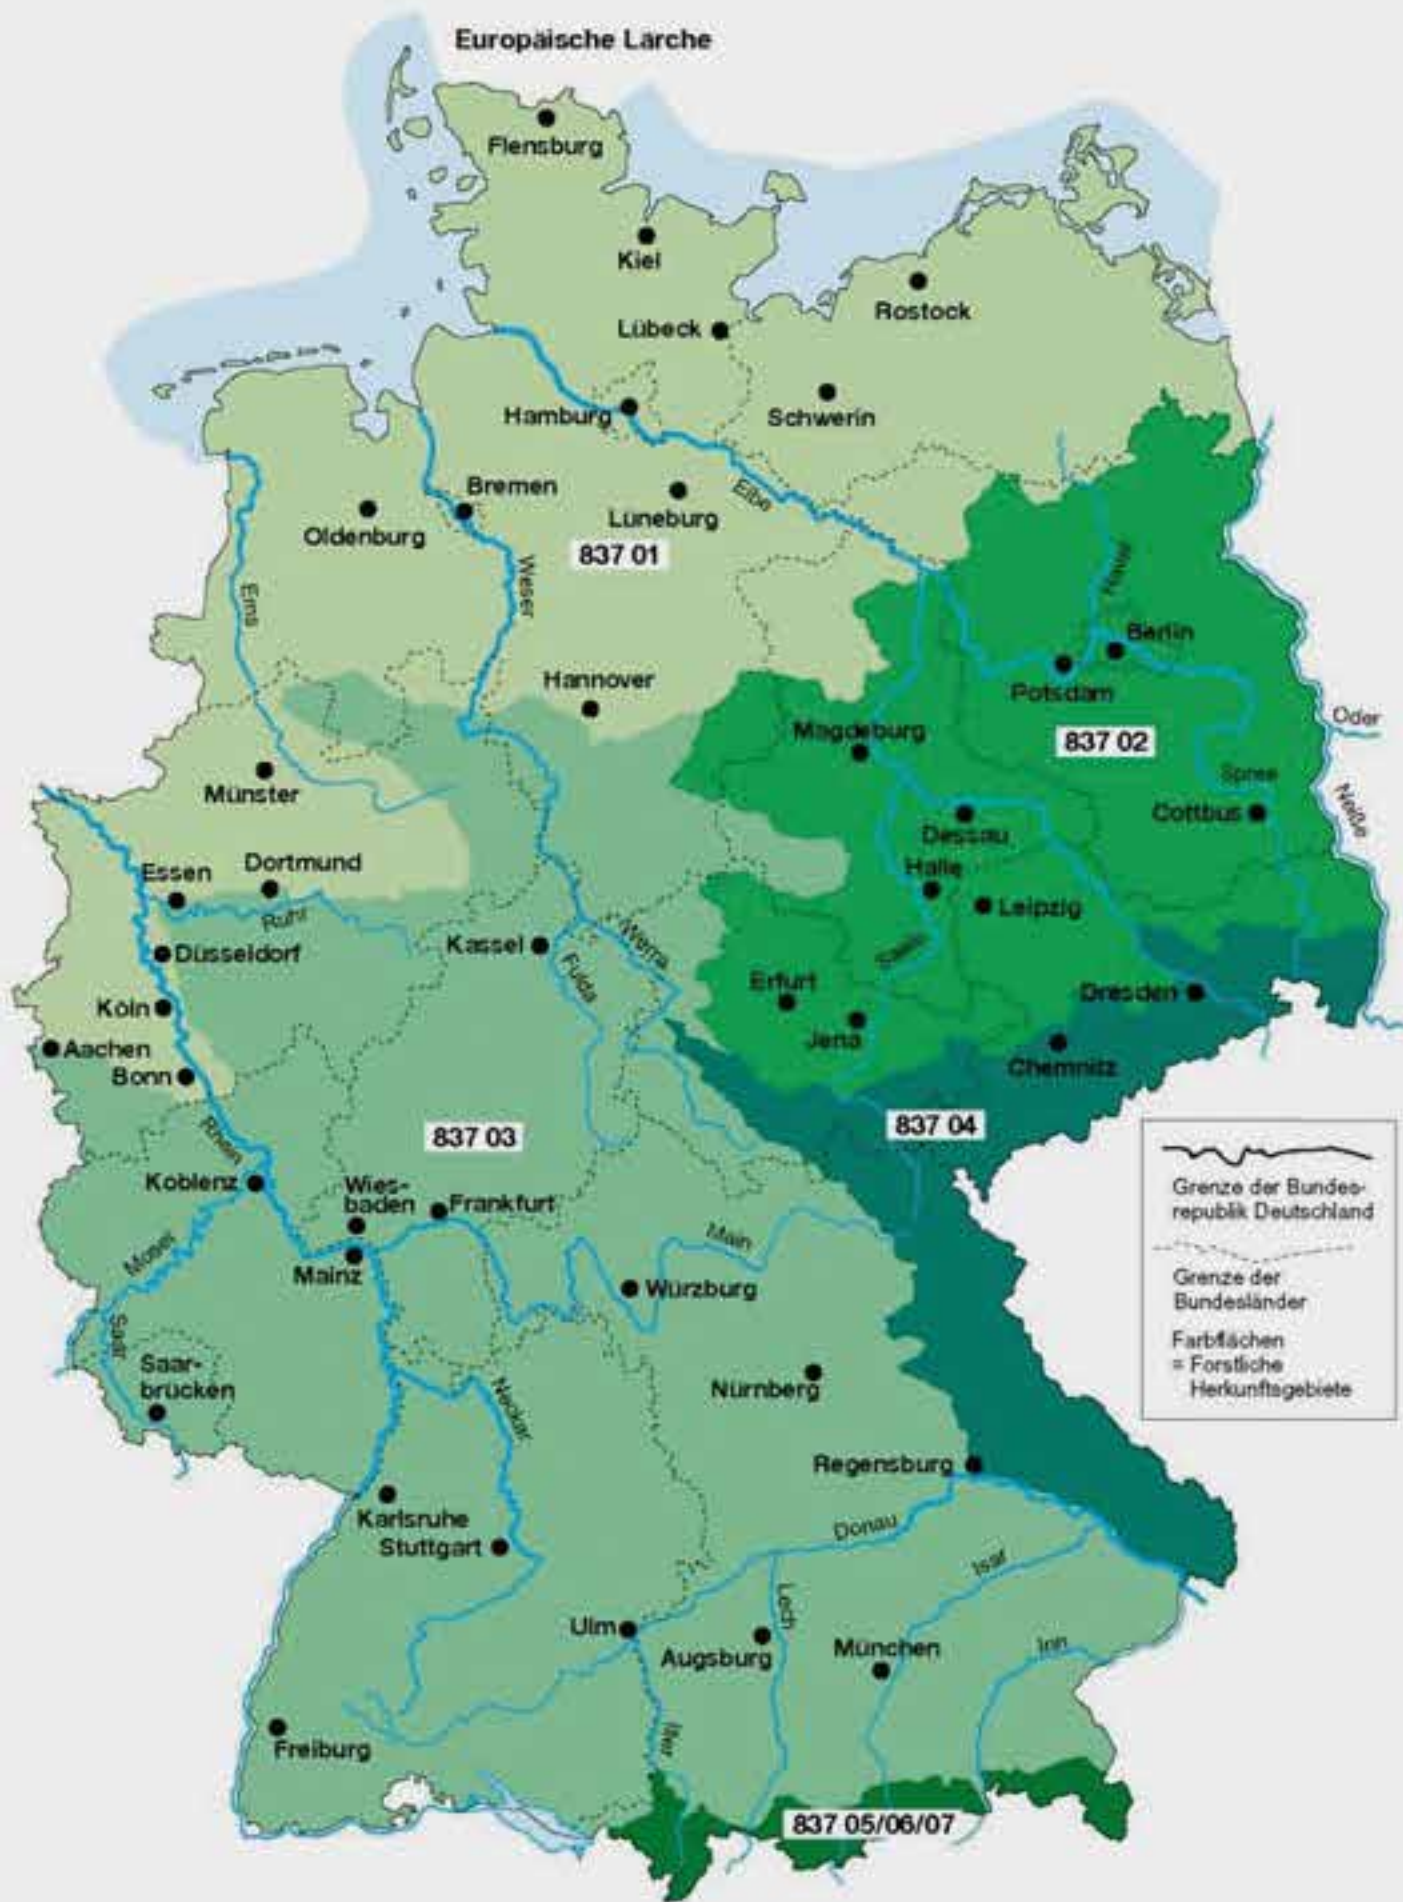 Europäische Lärche
Flensburg
Kiel
Rostock
Lübeck
Hamburg
Schwerin
Bremen
Elbe
Lüneburg
Oldenburg
837 01
Weser
Ems
Havel
Berlin
Hannover
Potsdam
Oder
Magdeburg
837 02
Spree
Münster
Neiße
Cottbus
Dessau
Dortmund
Essen
Halle
Leipzig
Ruhr
Kassel
Werra
Düsseldorf
Fulda
Saale
Erfurt
Dresden
Köln
Jena
Aachen
Chemnitz
Bonn
837 03
837 04
Rhein
Koblenz
Wies-
baden
Frankfurt
Grenze der Bundes-
republik Deutschland
Mosel
Main
Mainz
Würzburg
Grenze der
Bundesländer
Saar
Farbflächen
= Forstliche
Herkunftsgebiete
Saar-
brücken
Nürnberg
Neckar
Regensburg
Karlsruhe
Stuttgart
Donau
Isar
Lech
Ulm
Augsburg
München
Inn
Iller
Freiburg
837 05/06/07